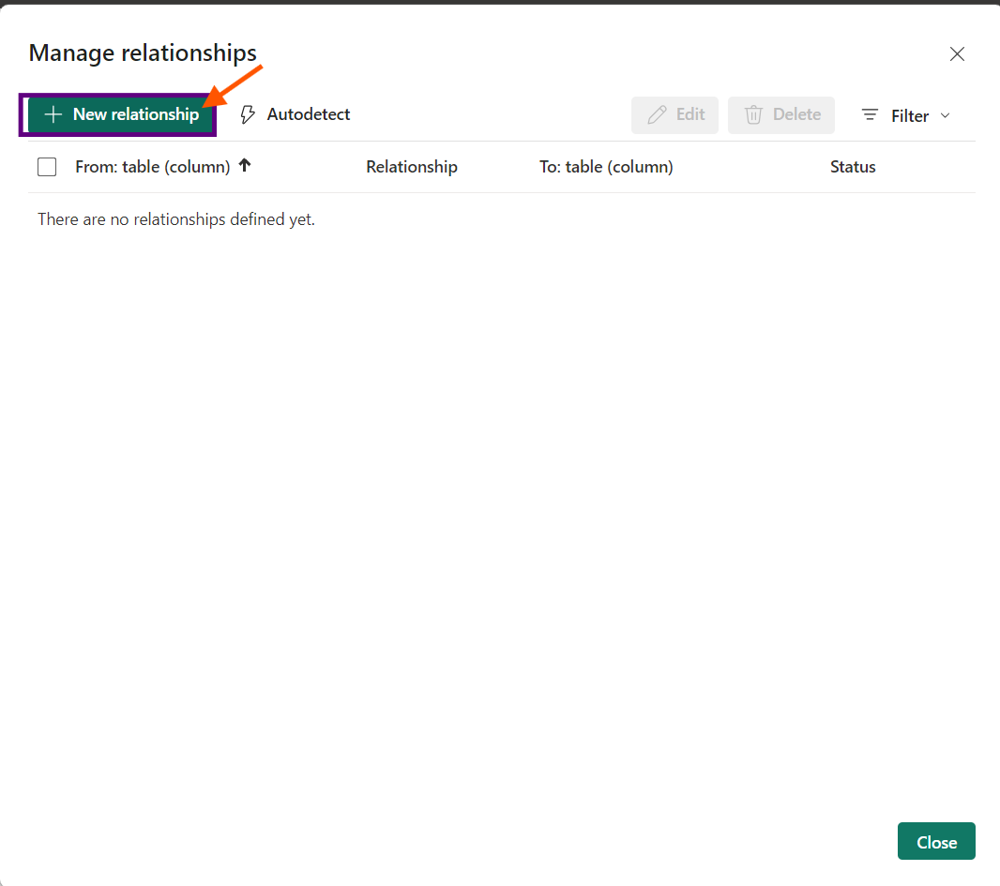 Manage relationships
New relationship
Autodetect
Edit
Delete
Filter
From: table (column)
Relationship
To: table (column)
Status
There are no relationships defined yet.
Close